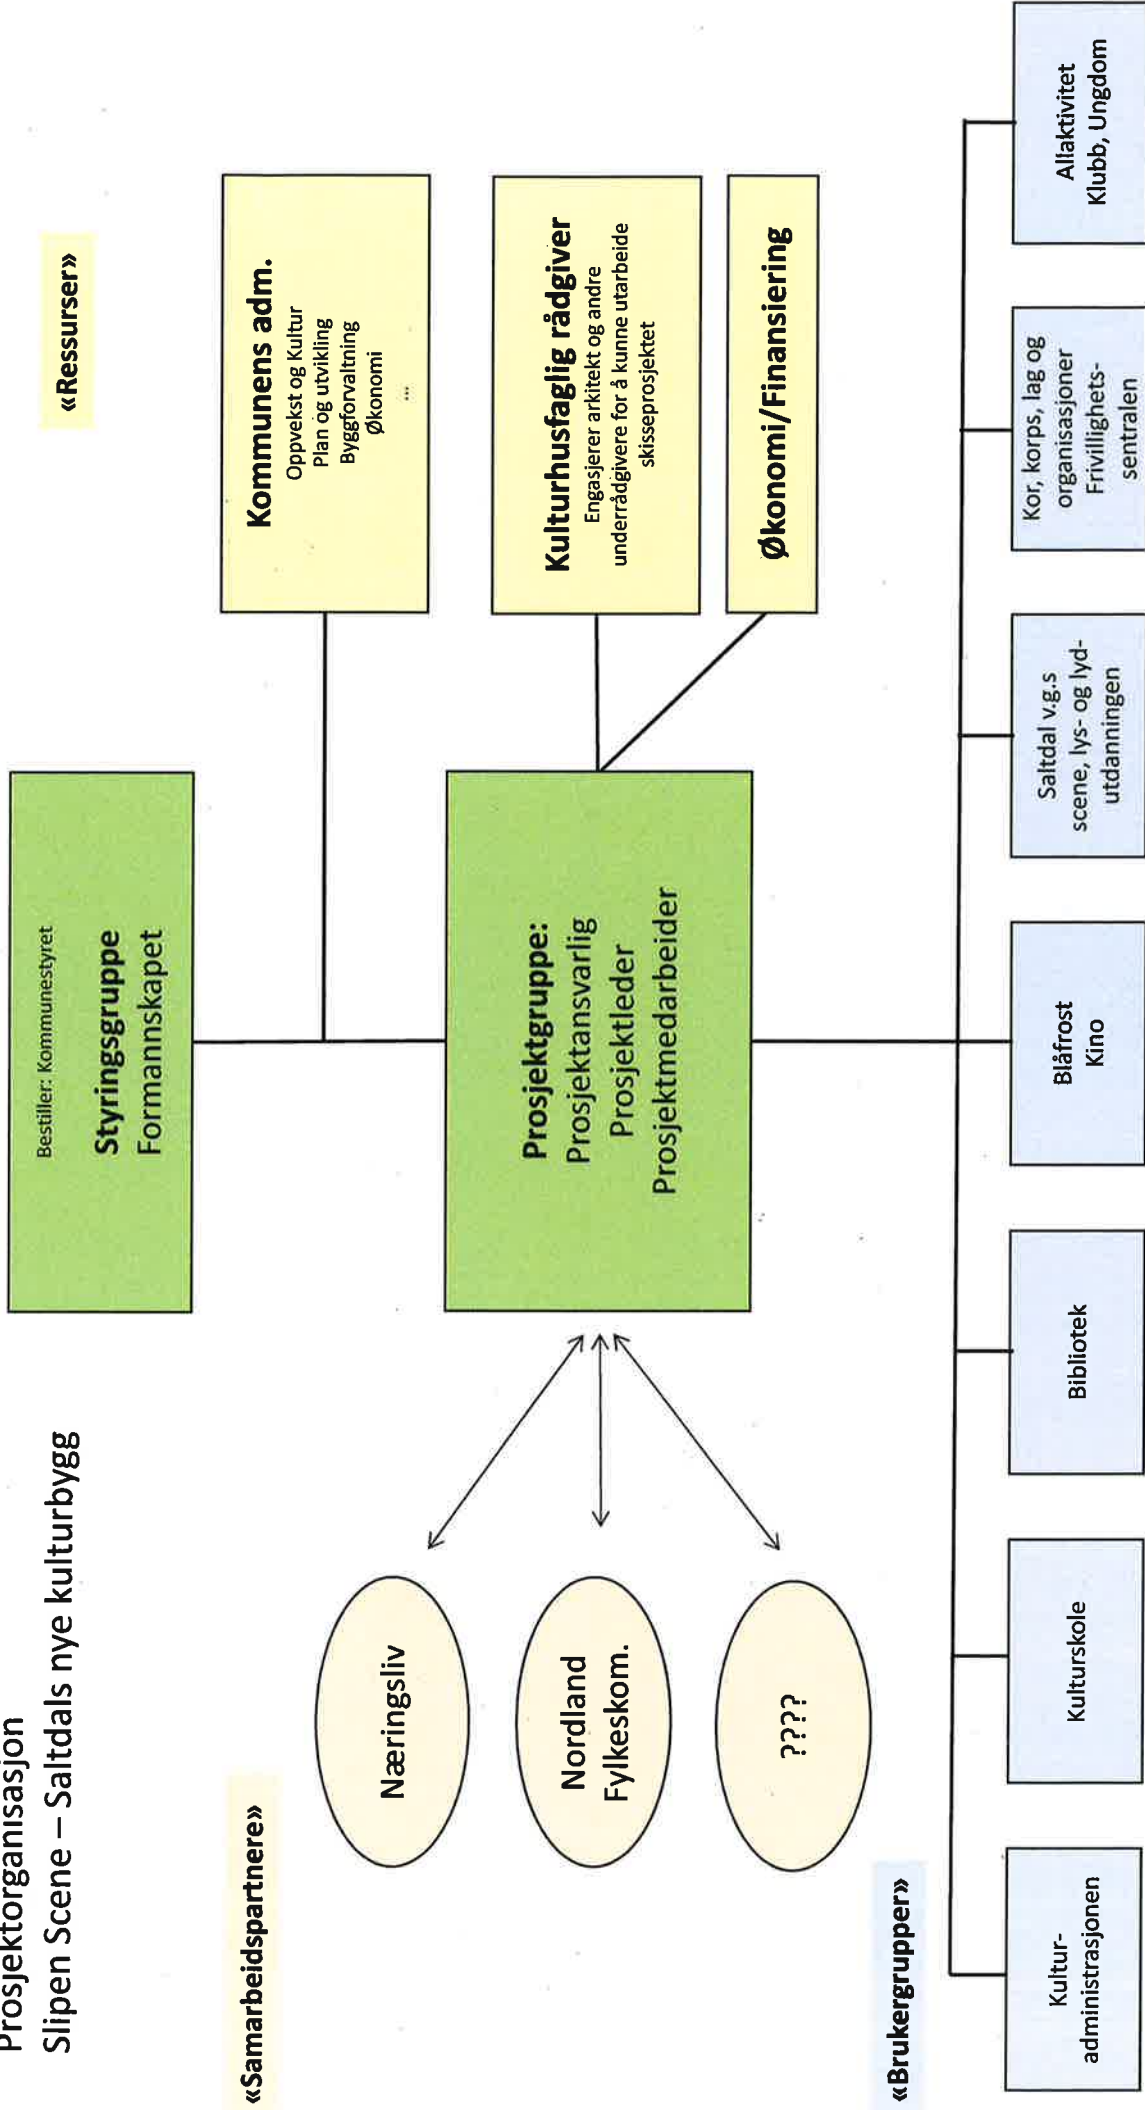 Prosjektorganisasjon
Slipen Scene – Saltdals nye kulturbygg
Bestiller: Kommunestyret
Styringsgruppe
Formannskapet
«Ressurser»
Kommunens adm.
Oppvekst og Kultur
Plan og utvikling
Byggforvaltning
Økonomi
...
Kulturhusfaglig rådgiver
Engasjerer arkitekt og andre
underrådgivere for å kunne utarbeide
skisseprosjektet
Økonomi/Finansiering
«Samarbeidspartnere»
Næringsliv
Nordland
Fylkeskom.
????
Prosjektgruppe:
Prosjektansvarlig
Prosjektleder
Prosjektmedarbeider
«Brukergrupper»
Kultur-
administrasjonen
Kulturskole
Bibliotek
Blåfrost
Kino
Saltdal v.g.s
scene, lys- og lyd-
utdanningen
Kor, korps, lag og
organisasjoner
Frivillighets-
sentralen
Allaktivitet
Klubb, Ungdom